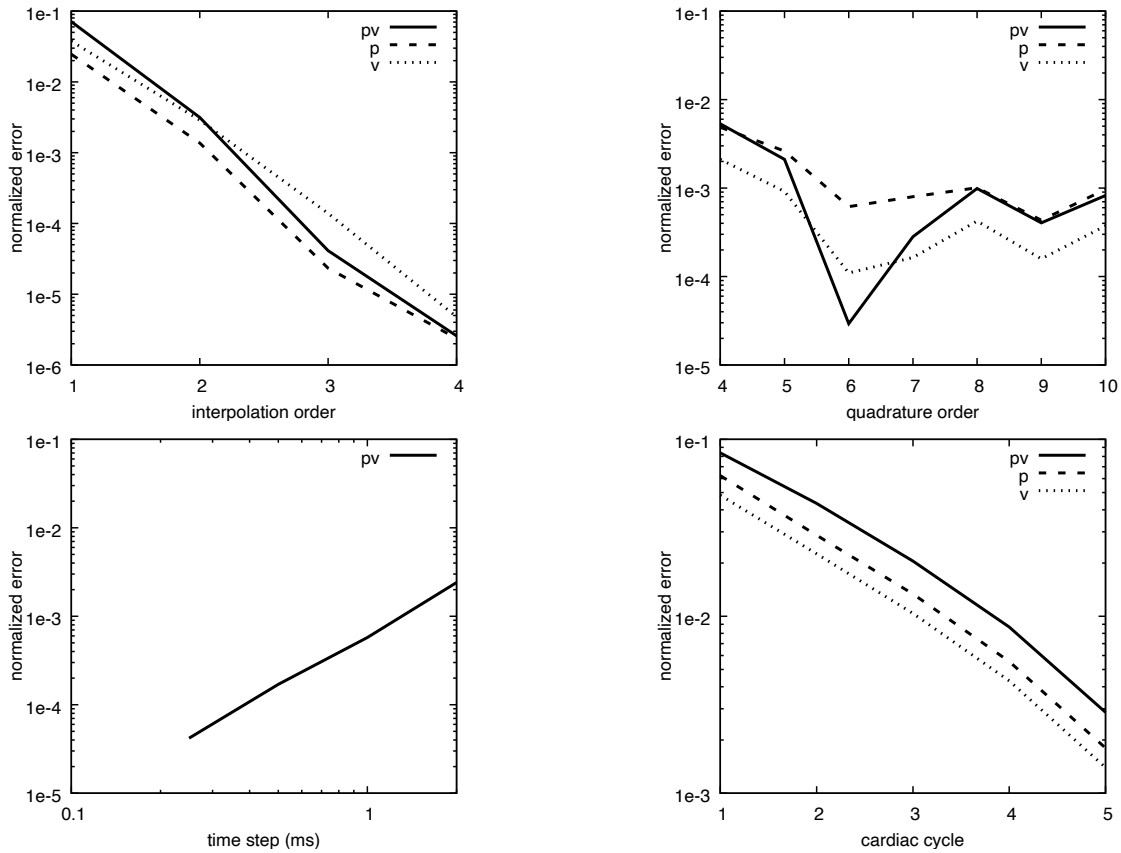 1e-1
1e-2
1e-3
1e-4
1e-5
1e-6
normalized error
1 2 3 4
interpolation order
pv
p
v
1e-1
1e-2
1e-3
1e-4
1e-5
normalized error
4 5 6 7 8 9 10
quadrature order
pv
p
v
1e-1
1e-2
1e-3
1e-4
1e-5
normalized error
0.1 1
time step (ms)
pv
1e-1
1e-2
1e-3
normalized error
1 2 3 4 5
cardiac cycle
pv
p
v